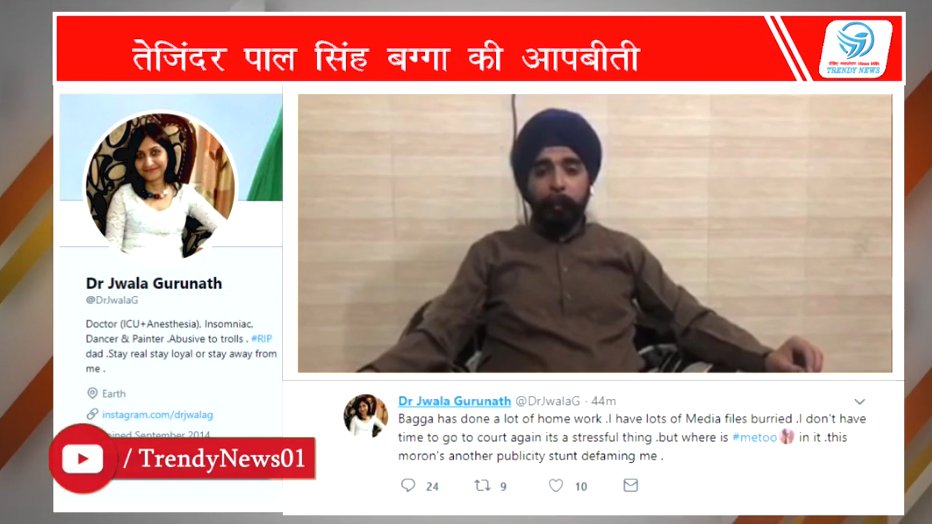 तेजिंदर पाल सिंह बग्गा की आपबीती
TRENDY NEWS
Dr Jwala Gurunath
@DrJwalaG
Doctor (ICU+Anesthesia). Insomniac,
Dancer & Painter .Abusive to trolls . #RIP
dad .Stay real stay loyal or stay away from
me .
Earth
instagram.com/drjwalag
Joined September 2014
/ TrendyNews01
Dr Jwala Gurunath @DrJwalaG · 44m
Bagga has done a lot of home work .I have lots of Media files burried .I don't have
time to go to court again its a stressful thing .but where is #metoo in it .this
moron's another publicity stunt defaming me .
24 9 10